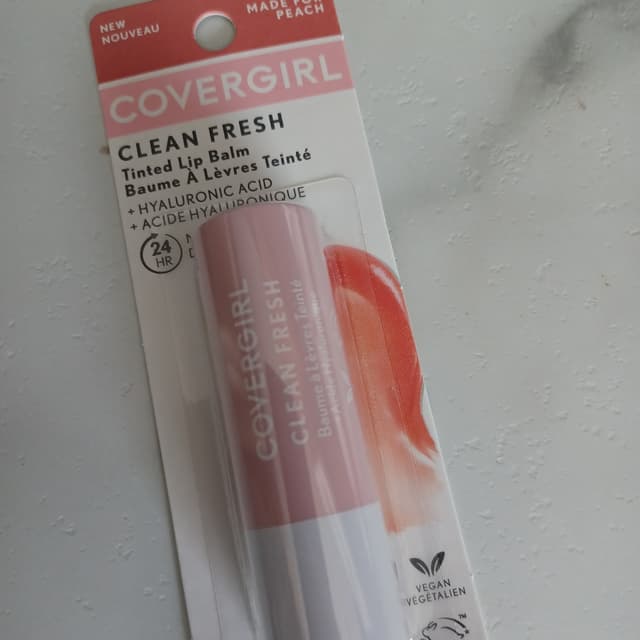 NEW
NOUVEAU
MADE FOR
PEACH
COVERGIRL
CLEAN FRESH
Tinted Lip Balm
Baume À Lèvres Teinté
+ HYALURONIC ACID
+ ACIDE HYALURONIQUE
24
HR
COVERGIRL
CLEAN FRESH
Baume à Lèvres Teinté
VEGAN
VÉGÉTALIEN
™